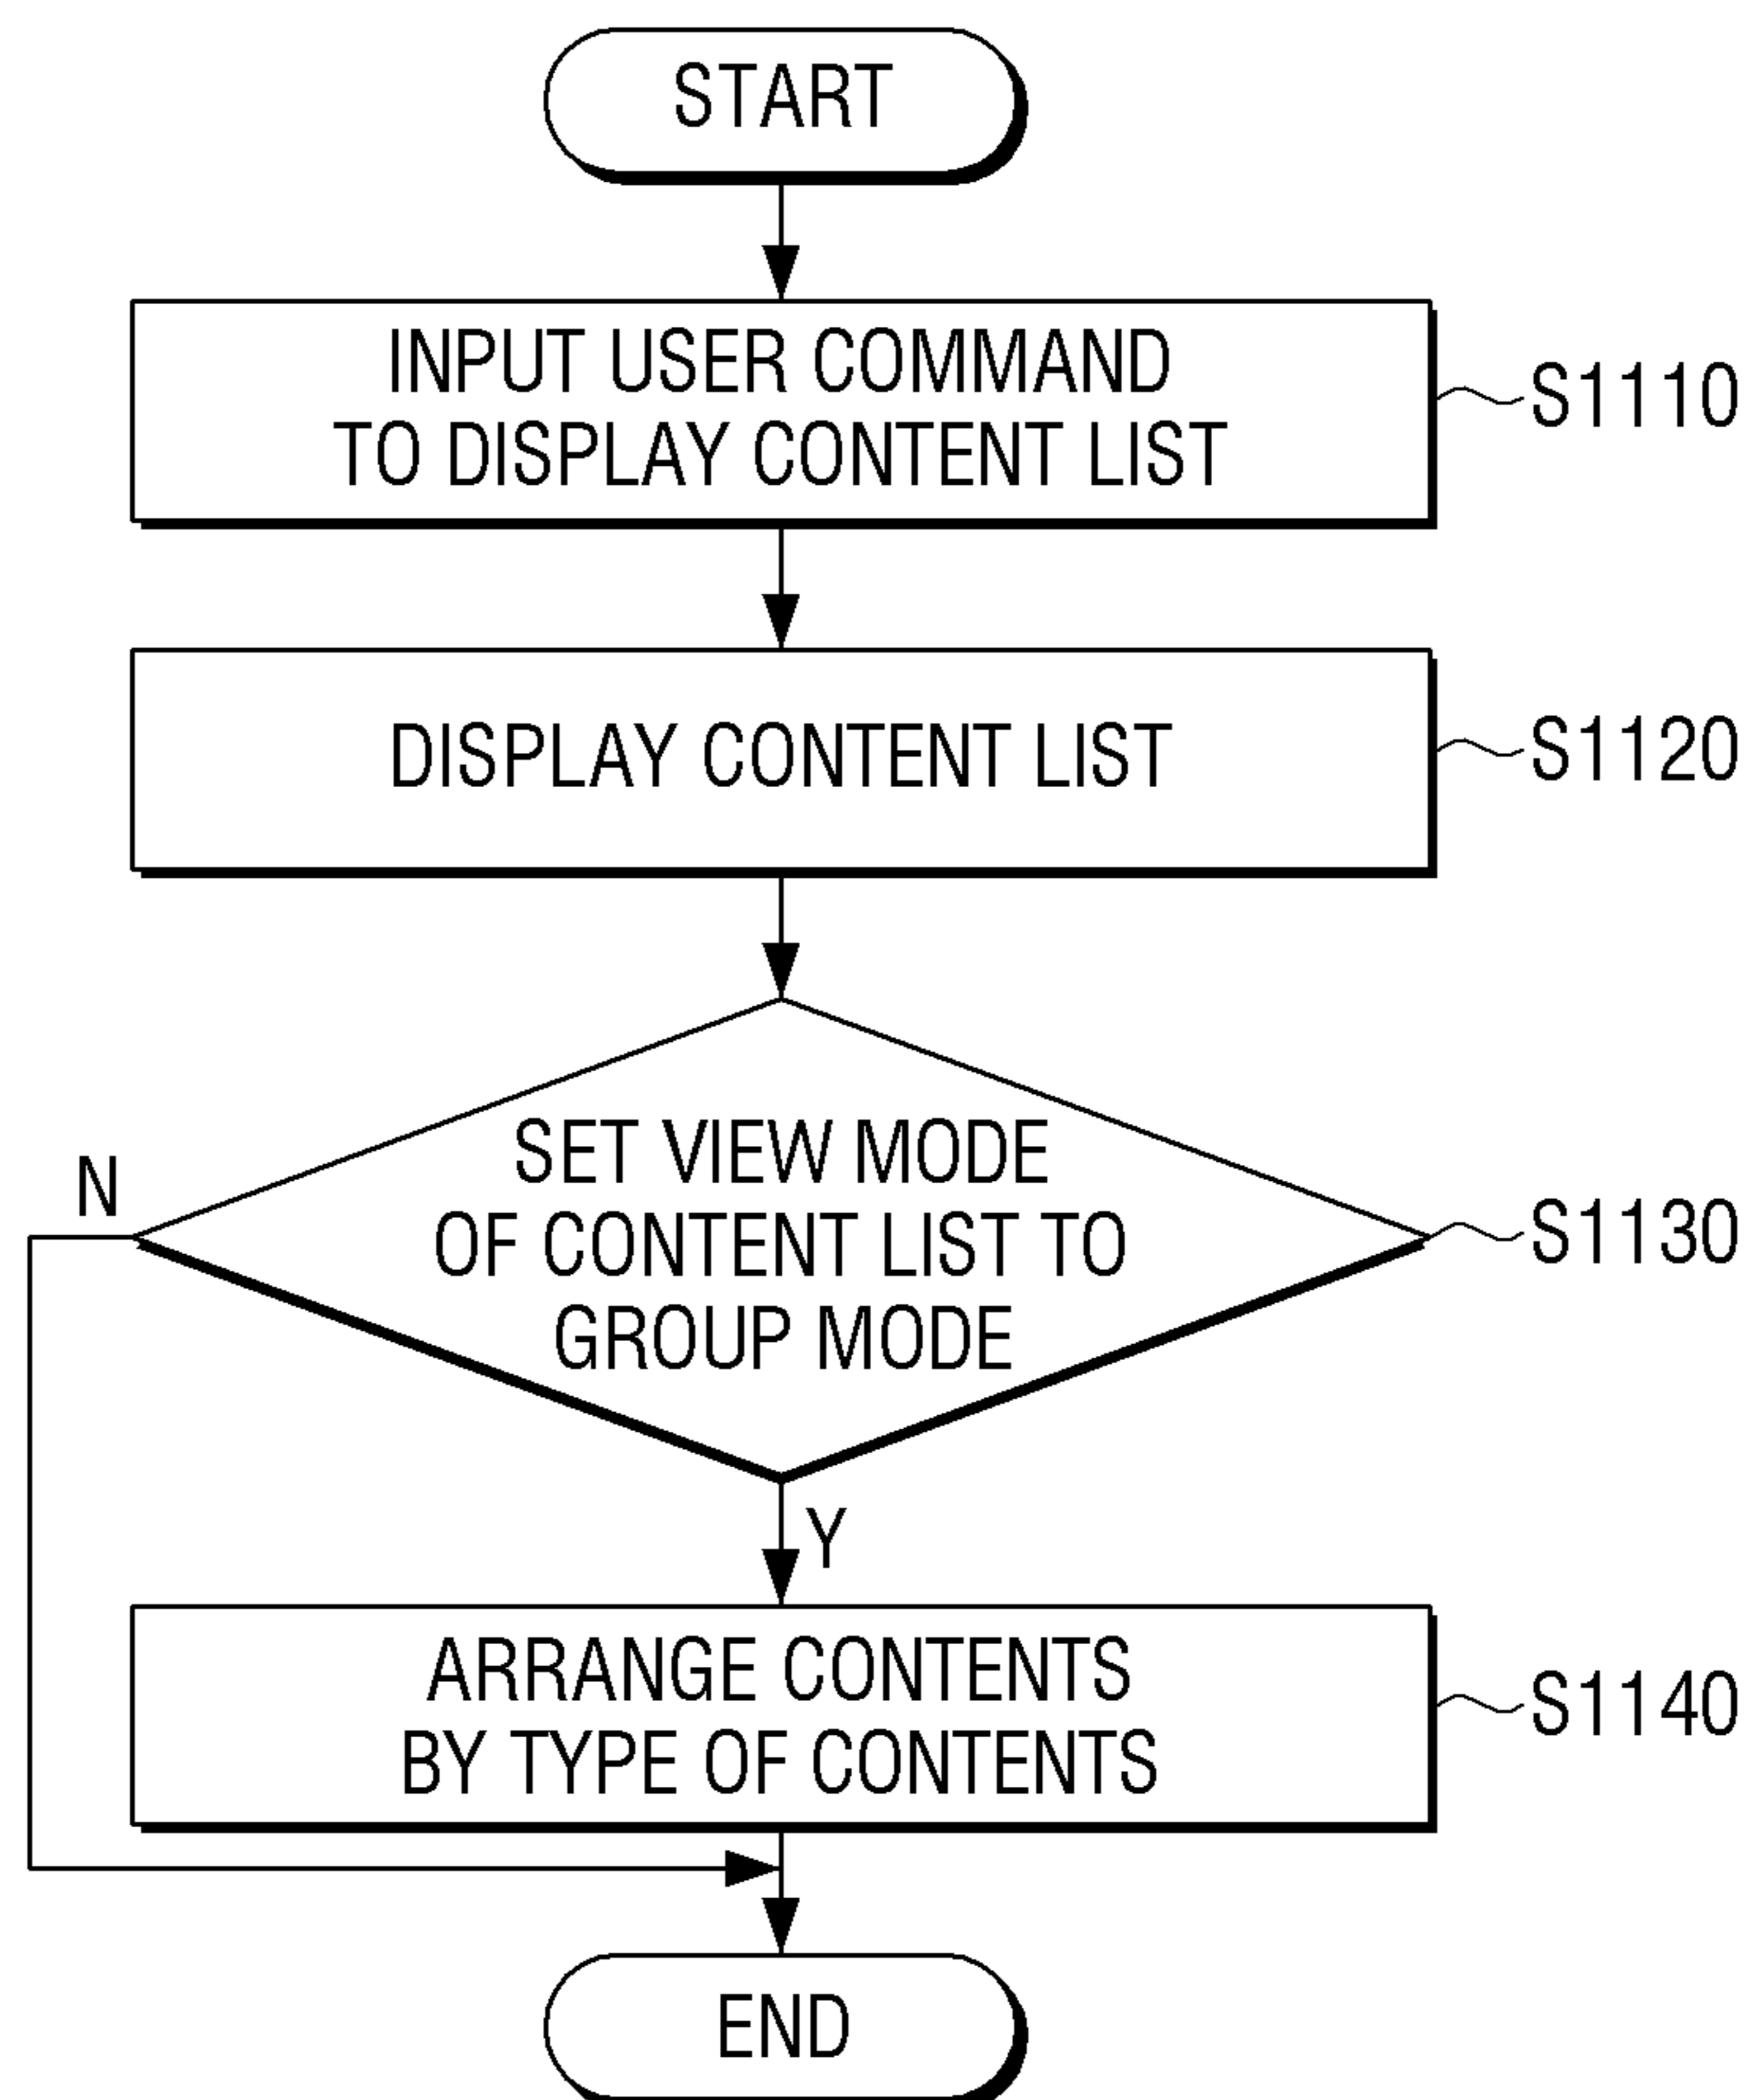 START
INPUT USER COMMAND
TO DISPLAY CONTENT LIST
S1110
DISPLAY CONTENT LIST
S1120
SET VIEW MODE
OF CONTENT LIST TO
GROUP MODE
S1130
N
Y
ARRANGE CONTENTS
BY TYPE OF CONTENTS
S1140
END